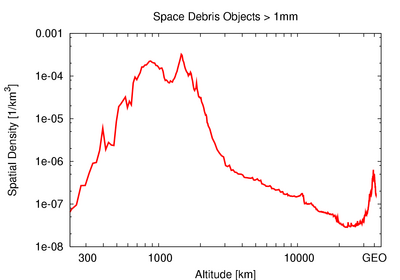 Space Debris Objects > 1mm
0.001
1e-04
1e-05
1e-06
1e-07
1e-08
Spatial Density [1/km³]
300 1000 10000 GEO
Altitude [km]